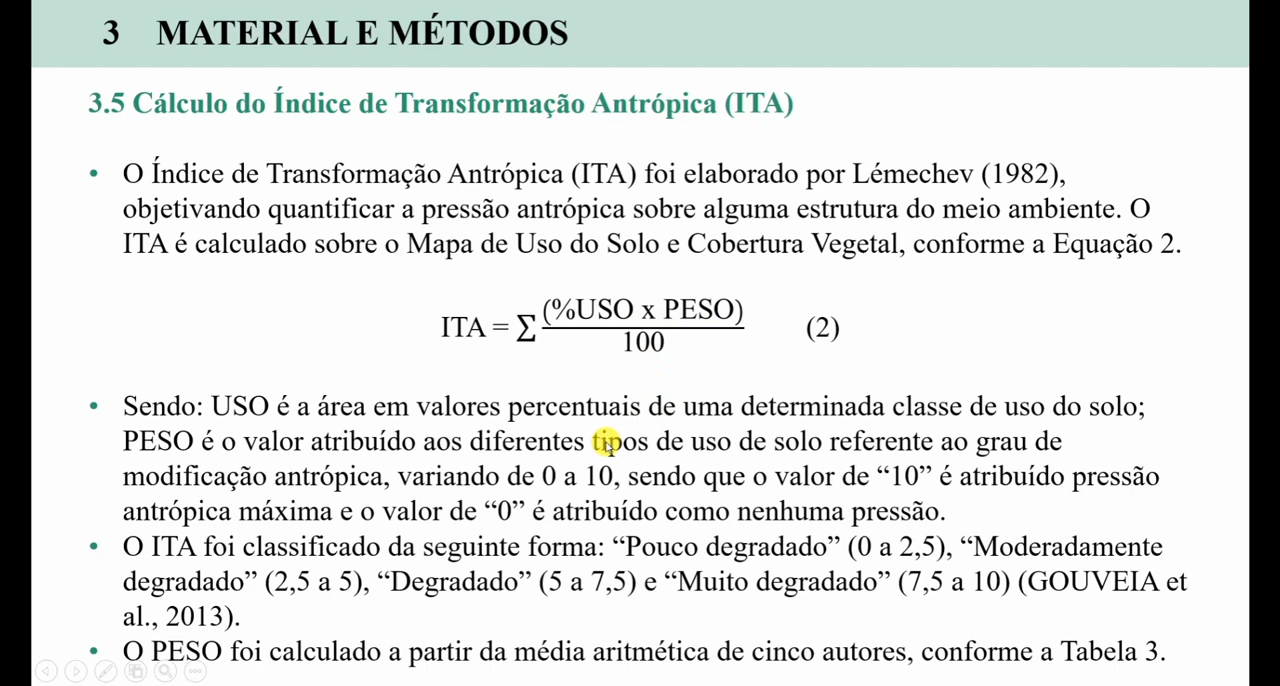 3 MATERIAL E MÉTODOS
3.5 Cálculo do Índice de Transformação Antrópica (ITA)
• O Índice de Transformação Antrópica (ITA) foi elaborado por Lémechev (1982),
objetivando quantificar a pressão antrópica sobre alguma estrutura do meio ambiente. O
ITA é calculado sobre o Mapa de Uso do Solo e Cobertura Vegetal, conforme a Equação 2.
ITA = ∑ (%USO x PESO) / 100 (2)
• Sendo: USO é a área em valores percentuais de uma determinada classe de uso do solo;
PESO é o valor atribuído aos diferentes tipos de uso de solo referente ao grau de
modificação antrópica, variando de 0 a 10, sendo que o valor de “10” é atribuído pressão
antrópica máxima e o valor de “0” é atribuído como nenhuma pressão.
• O ITA foi classificado da seguinte forma: “Pouco degradado” (0 a 2,5), “Moderadamente
degradado” (2,5 a 5), “Degradado” (5 a 7,5) e “Muito degradado” (7,5 a 10) (GOUVEIA et
al., 2013).
• O PESO foi calculado a partir da média aritmética de cinco autores, conforme a Tabela 3.